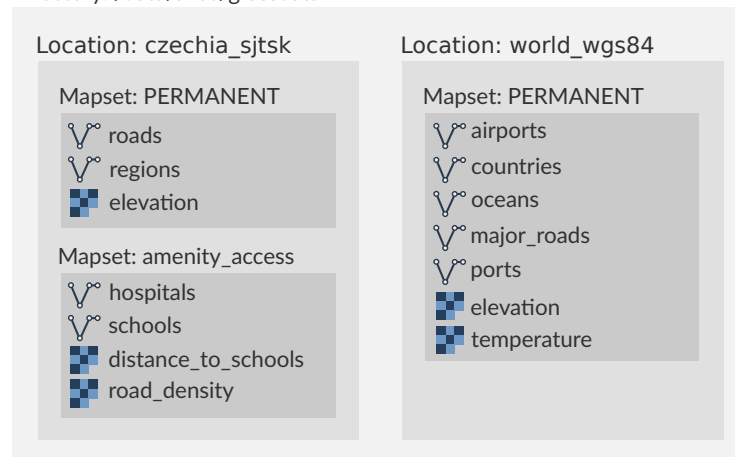 Location: czechia_sjtsk
Mapset: PERMANENT
roads
regions
elevation
Mapset: amenity_access
hospitals
schools
distance_to_schools
road_density
Location: world_wgs84
Mapset: PERMANENT
airports
countries
oceans
major_roads
ports
elevation
temperature